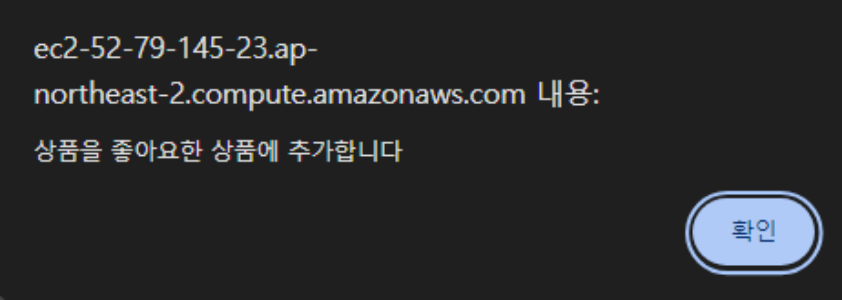 ec2-52-79-145-23.ap-
northeast-2.compute.amazonaws.com 내용:
상품을 좋아요한 상품에 추가합니다
확인